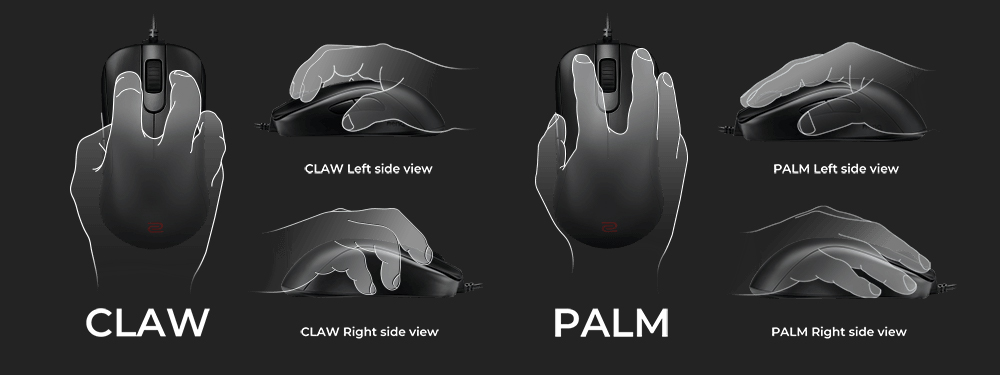 CLAW Left side view
PALM Left side view
CLAW
CLAW Right side view
PALM
PALM Right side view